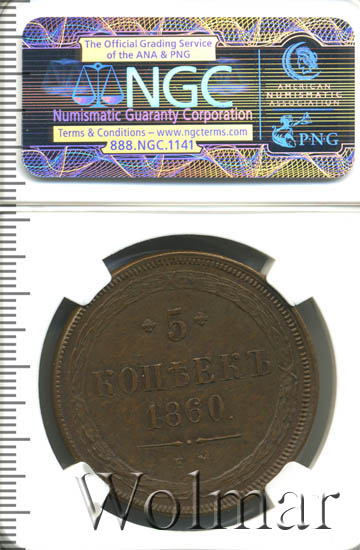 The Official Grading Service
of the ANA & PNG
NGC
Numismatic Guaranty Corporation
Terms & Conditions – www.ngcterms.com
888.NGC.1141
AMERICAN
NUMISMATIC
ASSOCIATION
PNG
5
КОПѢЕКЪ
1860.
Е М
Wolmar